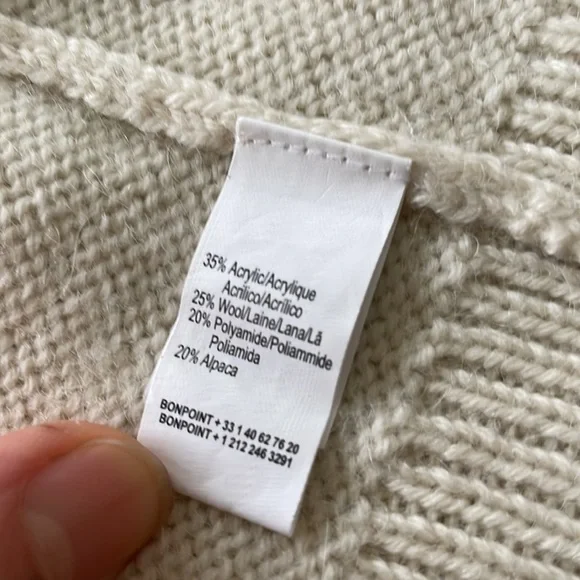 35% Acrylic/Acrylique
Acrilico/Acrílico
25% Wool/Laine/Lana/Lã
20% Polyamide/Poliammide
Poliamida
20% Alpaca
BONPOINT + 33 1 40 62 76 20
BONPOINT + 1 212 246 3291